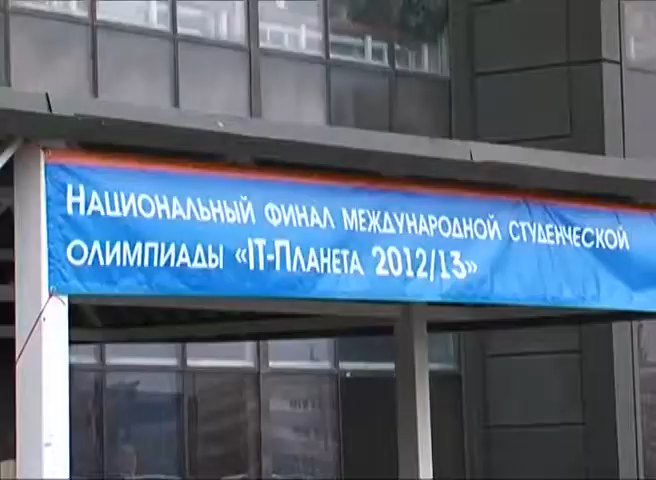 Национальный финал международной студенческой
олимпиады «IT-Планета 2012/13»